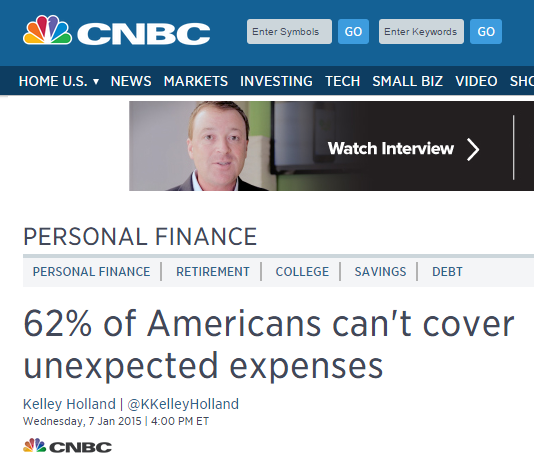 CNBC
Enter Symbols GO Enter Keywords GO
HOME U.S. ▼ NEWS MARKETS INVESTING TECH SMALL BIZ VIDEO SHO
Watch Interview
PERSONAL FINANCE
PERSONAL FINANCE | RETIREMENT | COLLEGE | SAVINGS | DEBT
62% of Americans can't cover
unexpected expenses
Kelley Holland | @KKelleyHolland
Wednesday, 7 Jan 2015 | 4:00 PM ET
CNBC